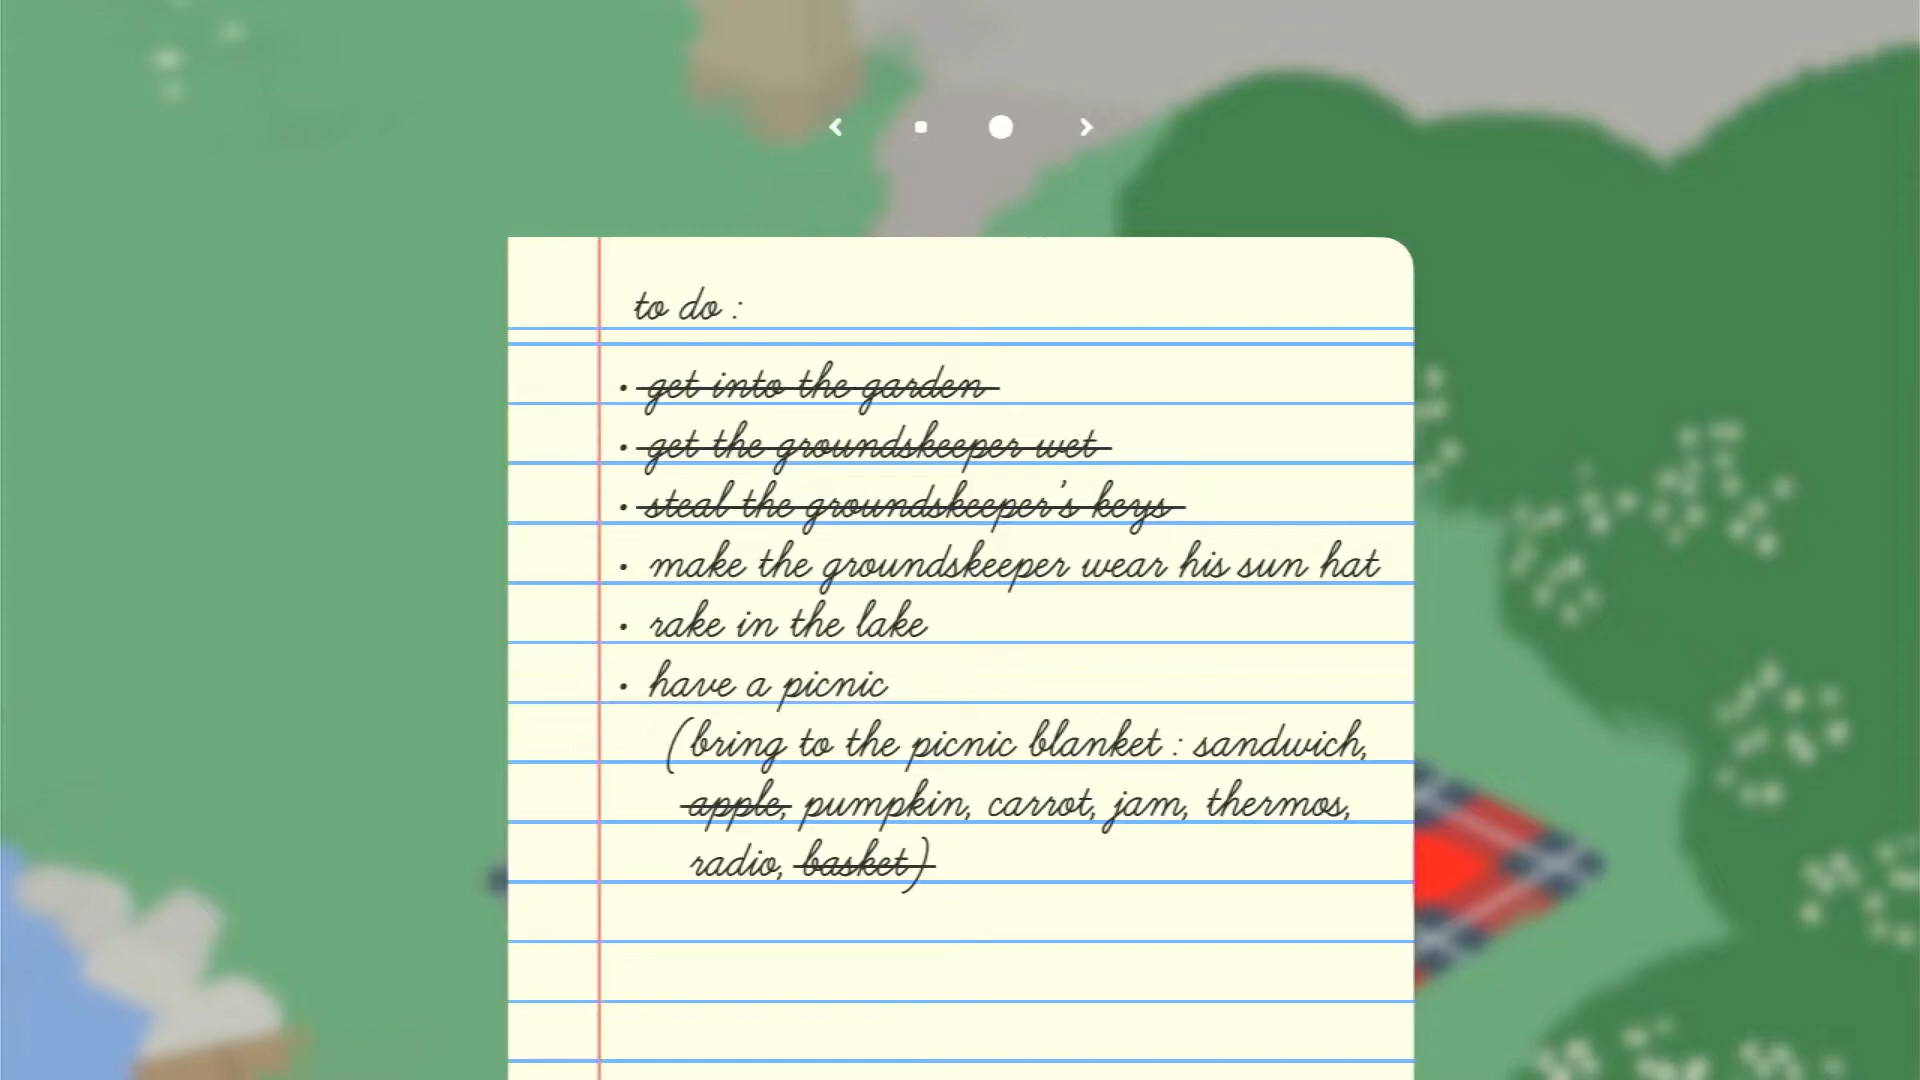 to do :
• get into the garden
• get the groundskeeper wet
• steal the groundskeeper's keys
• make the groundskeeper wear his sun hat
• rake in the lake
• have a picnic
(bring to the picnic blanket : sandwich,
apple, pumpkin, carrot, jam, thermos,
radio, basket)